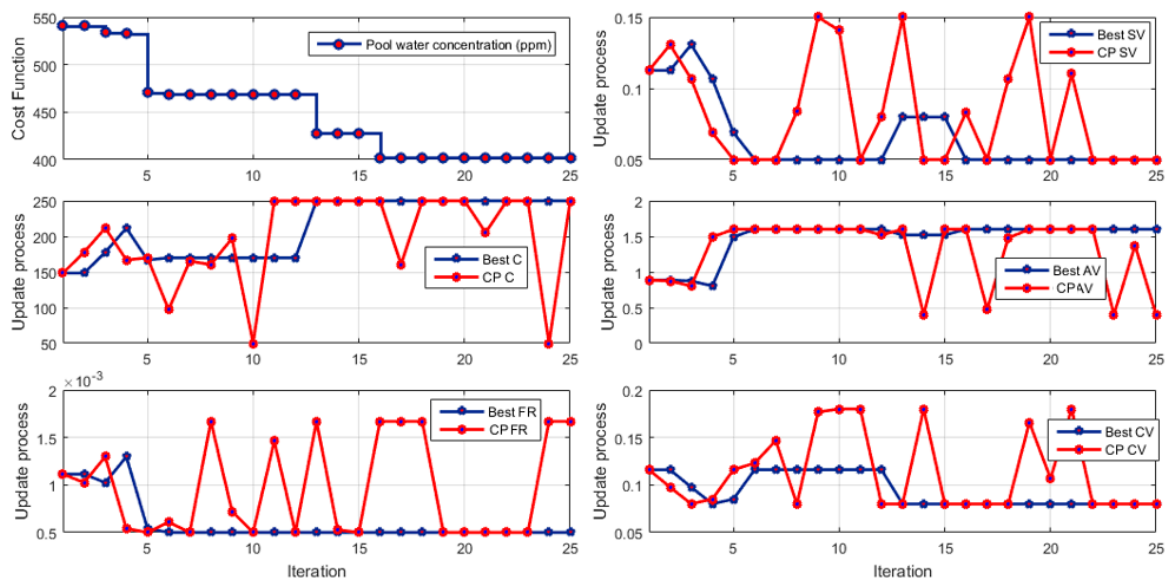 550
500
450
400
Cost Function
Pool water concentration (ppm)
5 10 15 20 25
0.15
0.1
0.05
Update process
Best SV
CP SV
5 10 15 20 25
250
200
150
100
50
Update process
Best C
CP C
5 10 15 20 25
2
1.5
1
0.5
0
Update process
Best AV
CP AV
5 10 15 20 25
× 10⁻³
2
1.5
1
0.5
Update process
Best FR
CP FR
5 10 15 20 25
Iteration
0.2
0.15
0.1
0.05
Update process
Best CV
CP CV
5 10 15 20 25
Iteration